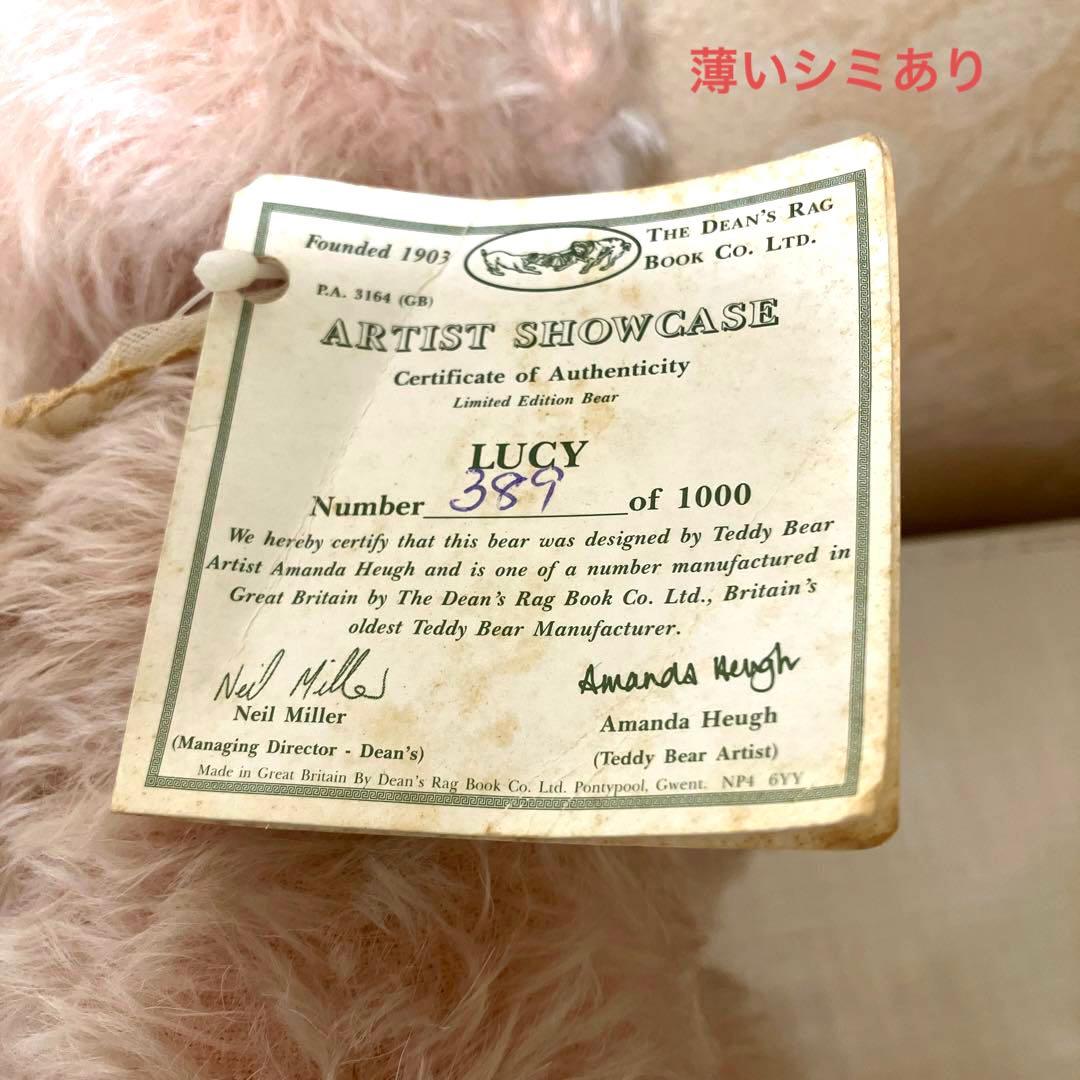 薄いシミあり
Founded 1903
THE DEAN'S RAG
BOOK CO. LTD.
P.A. 3164 (GB)
ARTIST SHOWCASE
Certificate of Authenticity
Limited Edition Bear
LUCY
Number 389 of 1000
We hereby certify that this bear was designed by Teddy Bear
Artist Amanda Heugh and is one of a number manufactured in
Great Britain by The Dean's Rag Book Co. Ltd., Britain's
oldest Teddy Bear Manufacturer.
Neil Miller
Amanda Heugh
Neil Miller
Amanda Heugh
(Managing Director - Dean's)
(Teddy Bear Artist)
Made in Great Britain By Dean's Rag Book Co. Ltd. Pontypool, Gwent. NP4 6YY